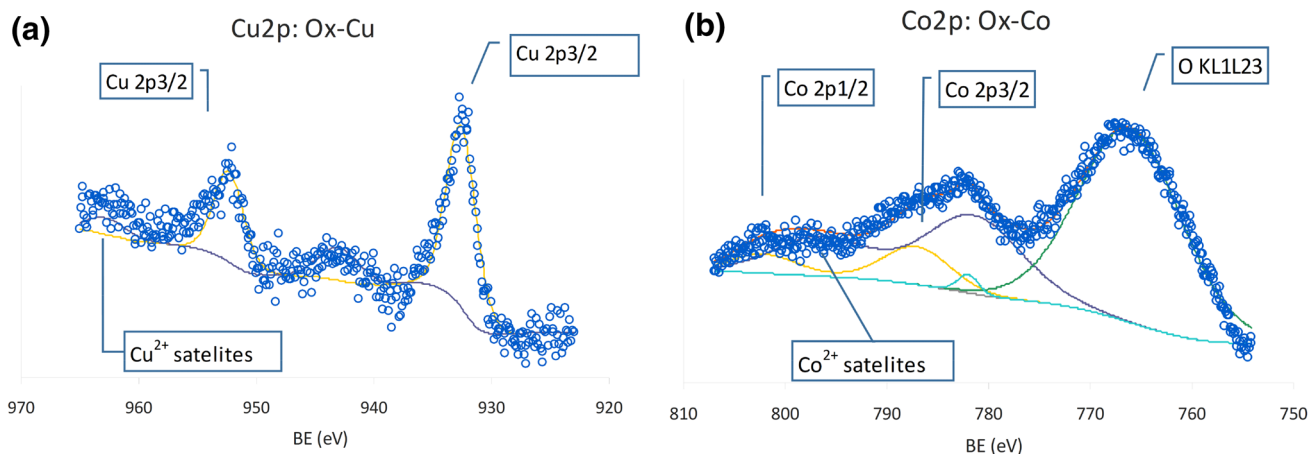 (a)
Cu2p: Ox-Cu
Cu 2p3/2
Cu 2p3/2
Cu²⁺ satelites
970
960
950
940
930
920
BE (eV)
(b)
Co2p: Ox-Co
Co 2p1/2
Co 2p3/2
O KL1L23
Co²⁺ satelites
810
800
790
780
770
760
750
BE (eV)